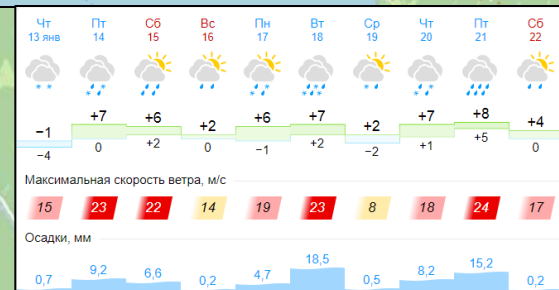 Чт Пт Сб Вс Пн Вт Ср Чт Пт Сб
13 янв 14 15 16 17 18 19 20 21 22
−1 +7 +6 +2 +6 +7 +2 +7 +8 +4
−4 0 +2 0 −1 +2 −2 +1 +5 0
Максимальная скорость ветра, м/с
15 23 22 14 19 23 8 18 24 17
Осадки, мм
0,7 9,2 6,6 0,2 4,7 18,5 0,5 8,2 15,2 0,2